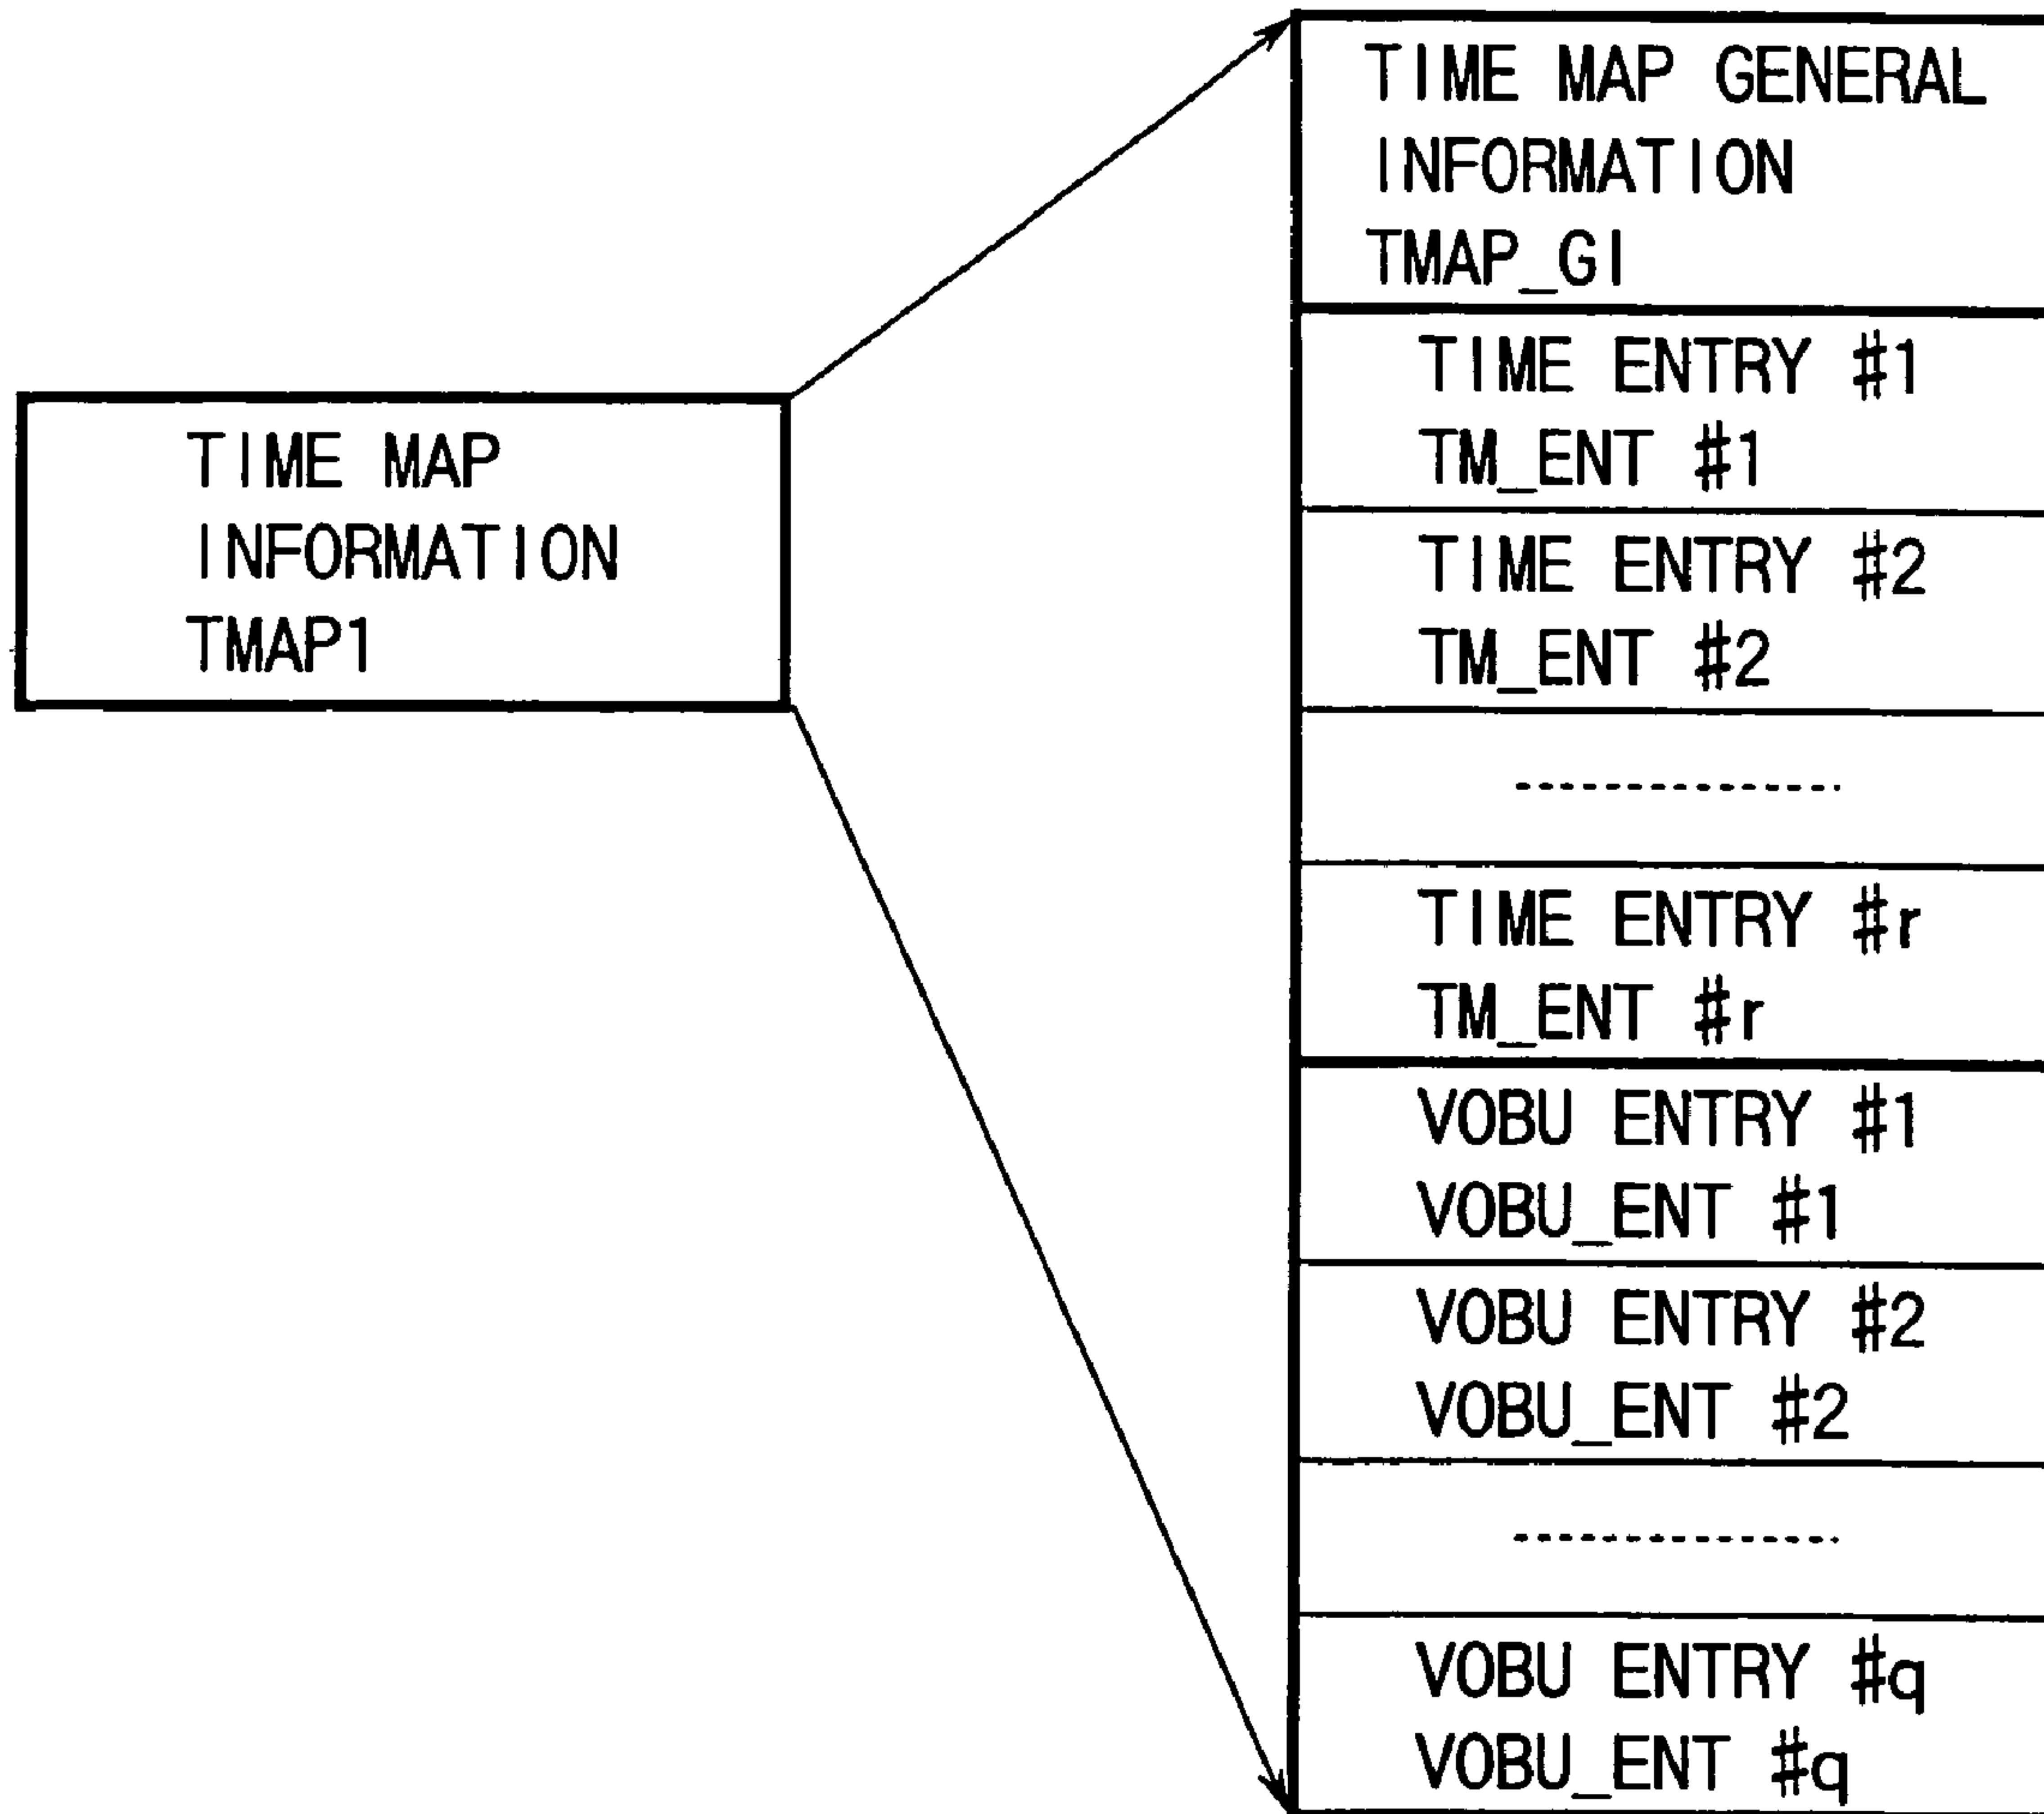 TIME MAP
INFORMATION
TMAP1
TIME MAP GENERAL
INFORMATION
TMAP_GI
TIME ENTRY #1
TM_ENT #1
TIME ENTRY #2
TM_ENT #2
TIME ENTRY #r
TM_ENT #r
VOBU ENTRY #1
VOBU_ENT #1
VOBU ENTRY #2
VOBU_ENT #2
VOBU ENTRY #q
VOBU_ENT #q